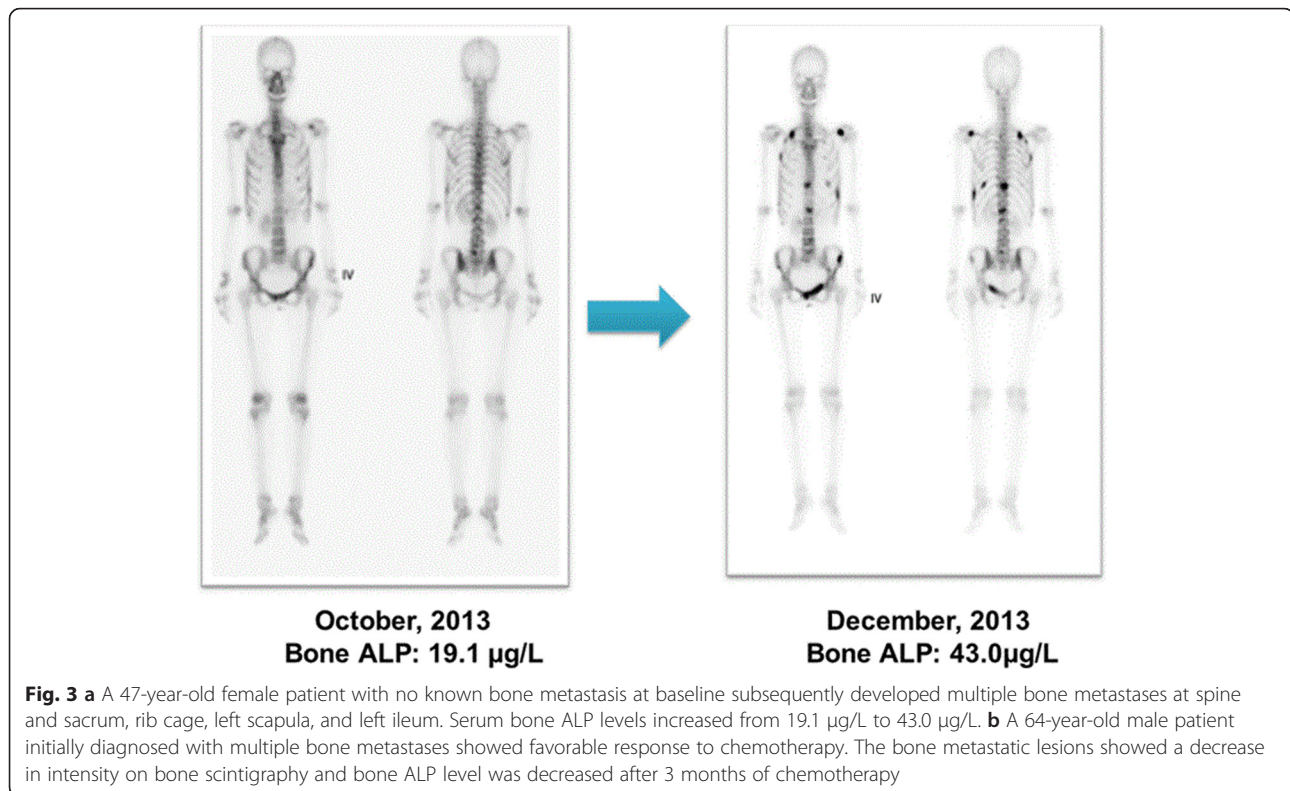 IV
IV
October, 2013
Bone ALP: 19.1 µg/L
December, 2013
Bone ALP: 43.0µg/L
Fig. 3 a A 47-year-old female patient with no known bone metastasis at baseline subsequently developed multiple bone metastases at spine
and sacrum, rib cage, left scapula, and left ileum. Serum bone ALP levels increased from 19.1 µg/L to 43.0 µg/L. b A 64-year-old male patient
initially diagnosed with multiple bone metastases showed favorable response to chemotherapy. The bone metastatic lesions showed a decrease
in intensity on bone scintigraphy and bone ALP level was decreased after 3 months of chemotherapy